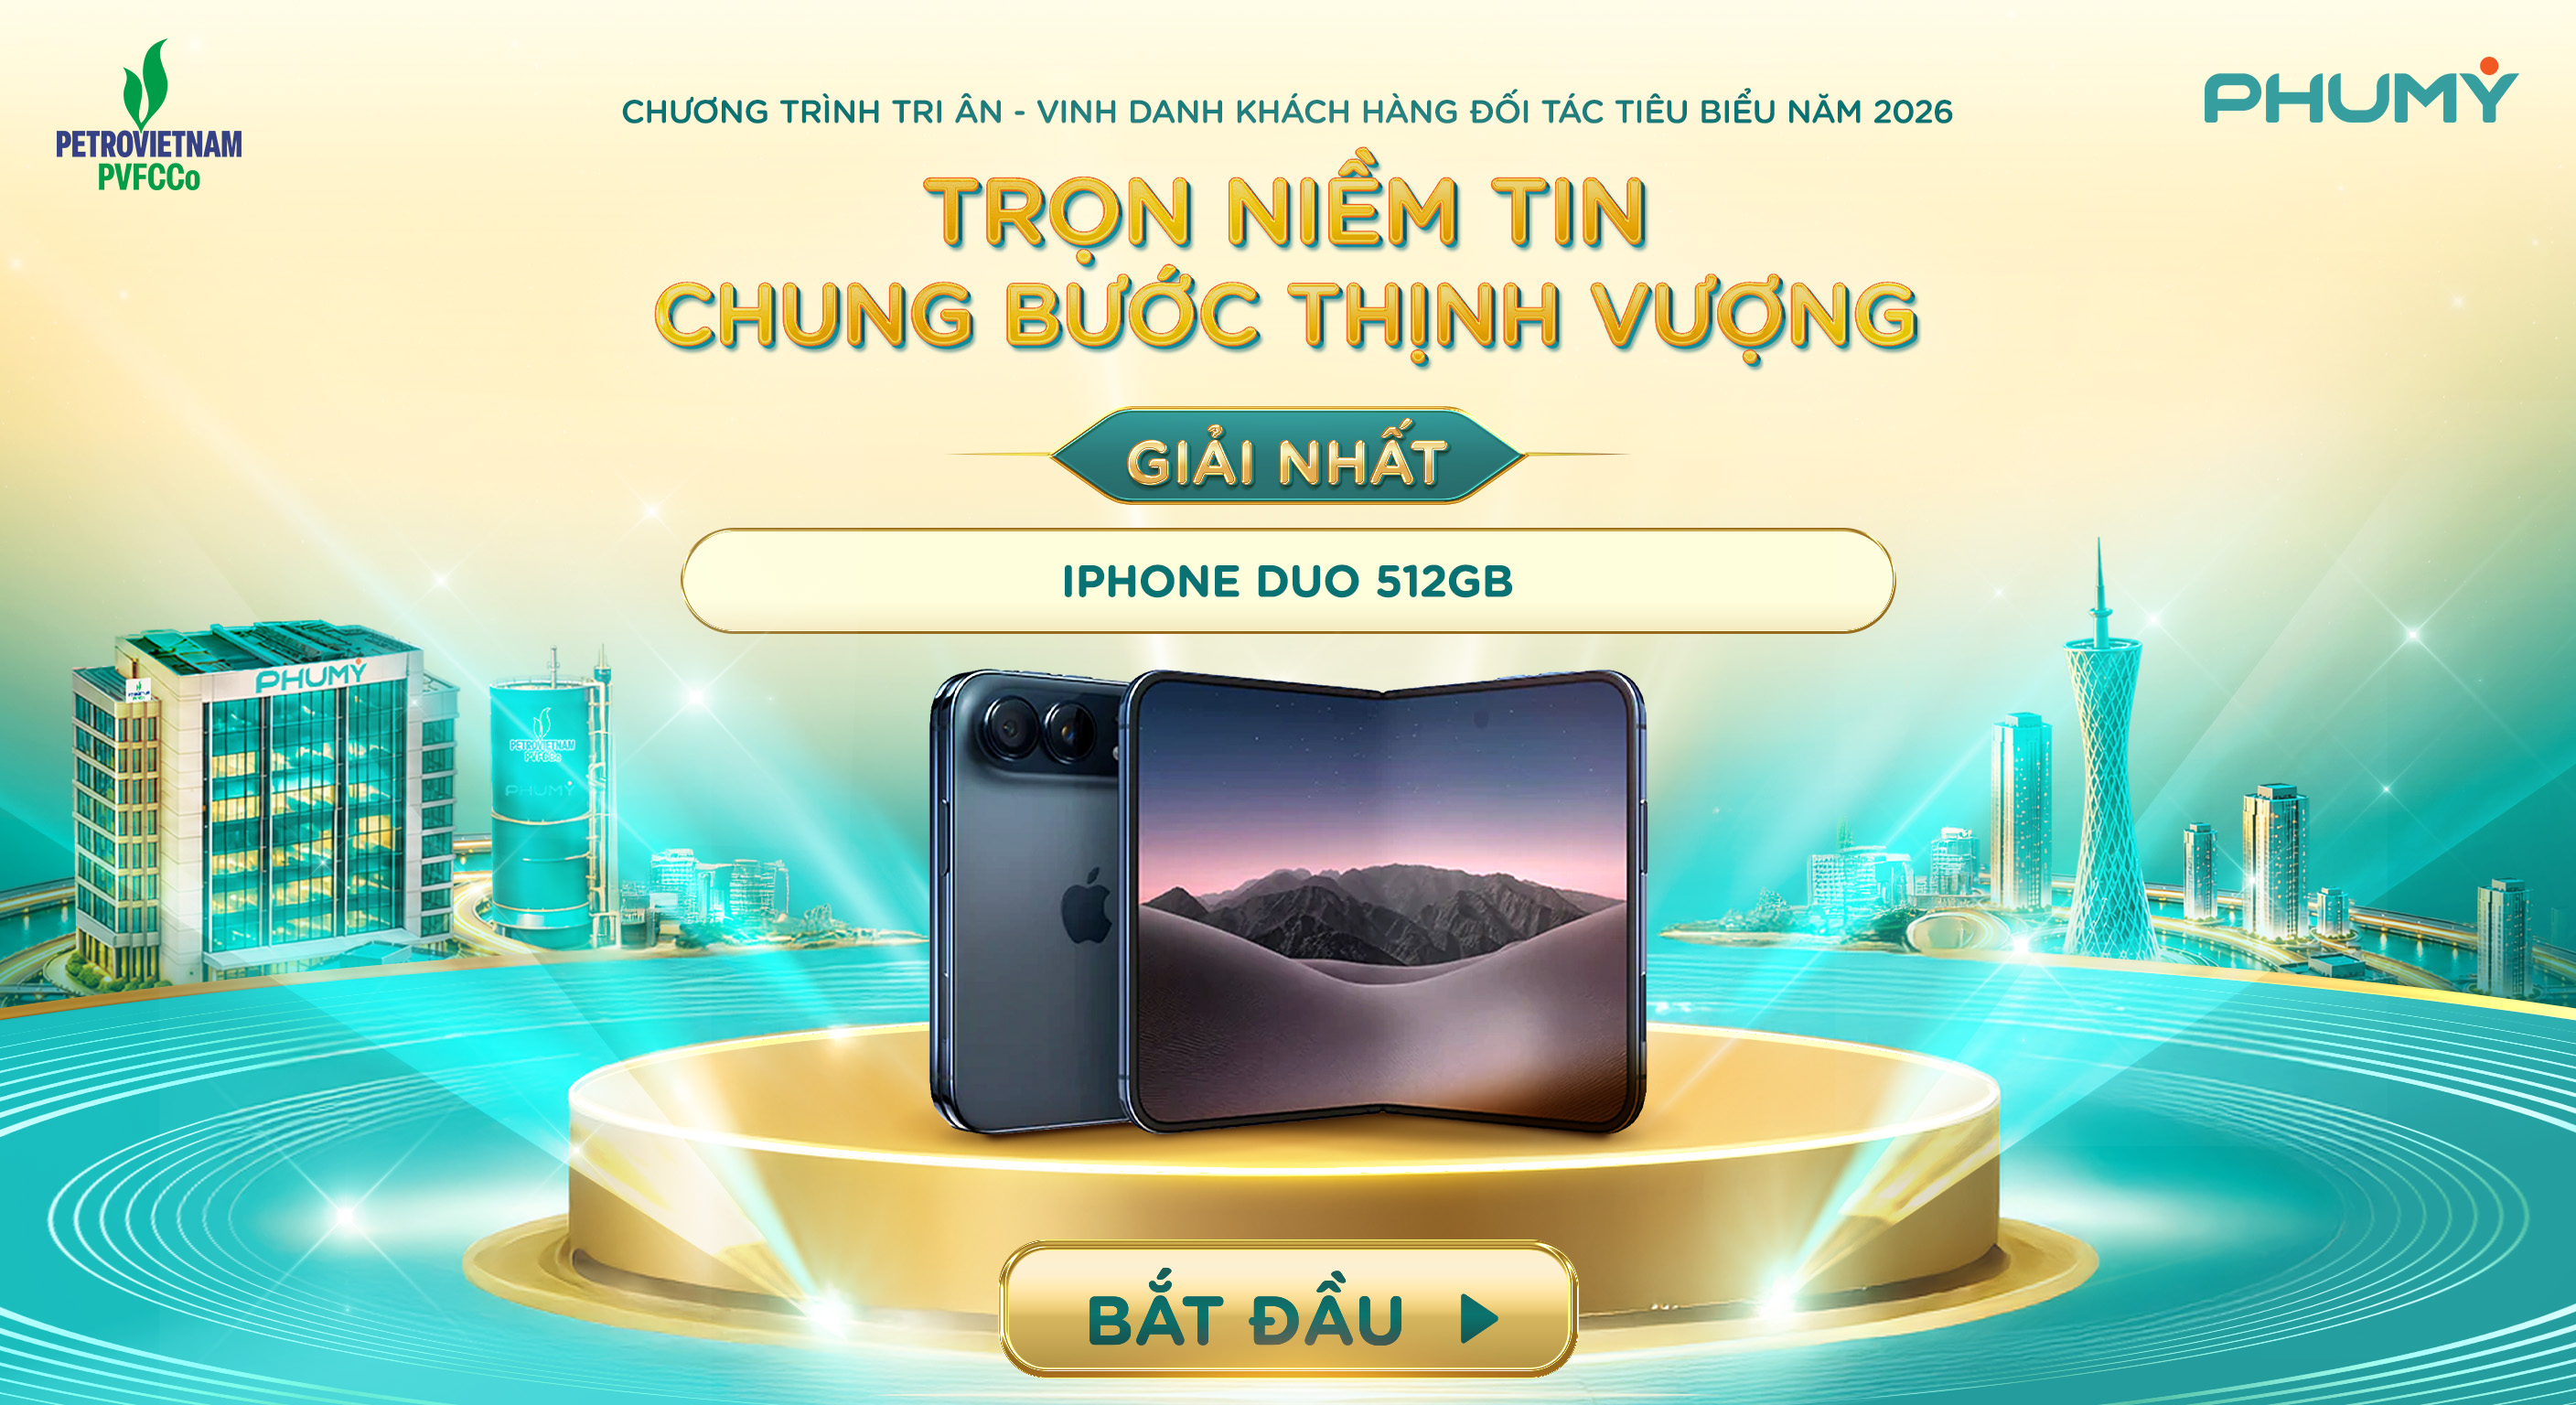 PETROVIETNAM
PVFCCo
CHƯƠNG TRÌNH TRI ÂN - VINH DANH KHÁCH HÀNG ĐỐI TÁC TIÊU BIỂU NĂM 2026
PHUMỸ
TRỌN NIỀM TIN
CHUNG BƯỚC THỊNH VƯỢNG
GIẢI NHẤT
IPHONE DUO 512GB
PHUMỸ
PETROVIETNAM
PVFCCo
PHUMỸ
BẮT ĐẦU